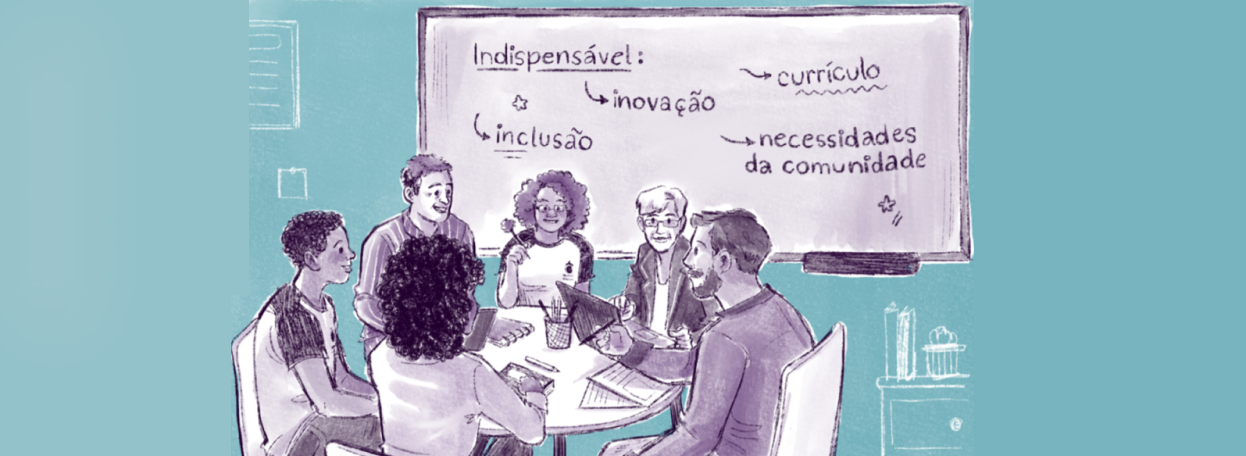 Indispensável:
inovação
inclusão
currículo
necessidades
da comunidade